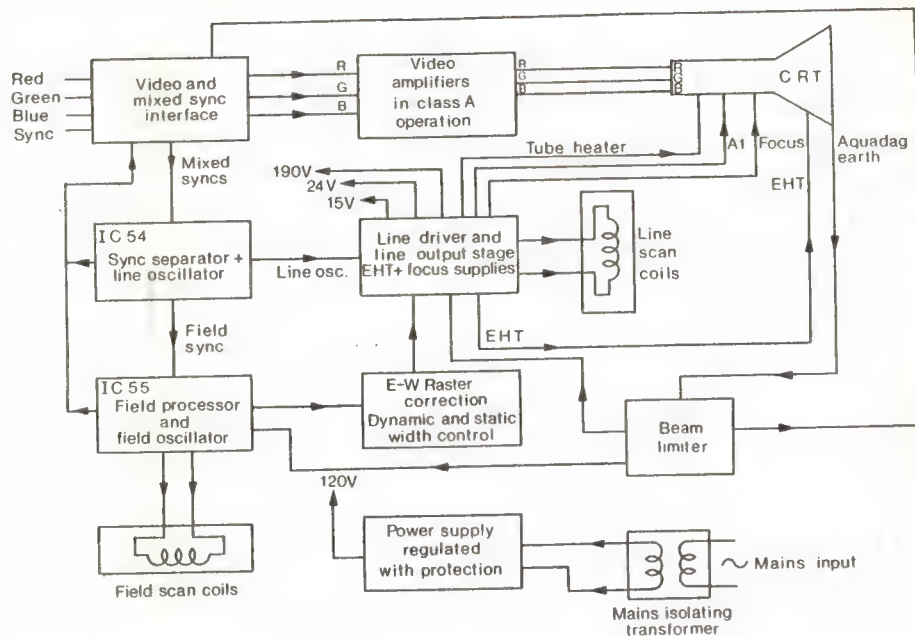 Red
Green
Blue
Sync
Video and
mixed sync
interface
R
G
B
Video
amplifiers
in class A
operation
R
G
B
R
G
B
CRT
Mixed
syncs
Tube heater
A1
Focus
EHT
Aquadag
earth
190V
24V
15V
IC 54
Sync separator +
line oscillator
Line osc.
Line driver and
line output stage
EHT+ focus supplies
Line
scan
coils
Field
sync
EHT
IC 55
Field processor
and
field oscillator
E-W Raster
correction
Dynamic and static
width control
Beam
limiter
120V
Power supply
regulated
with protection
Mains input
Field scan coils
Mains isolating
transformer